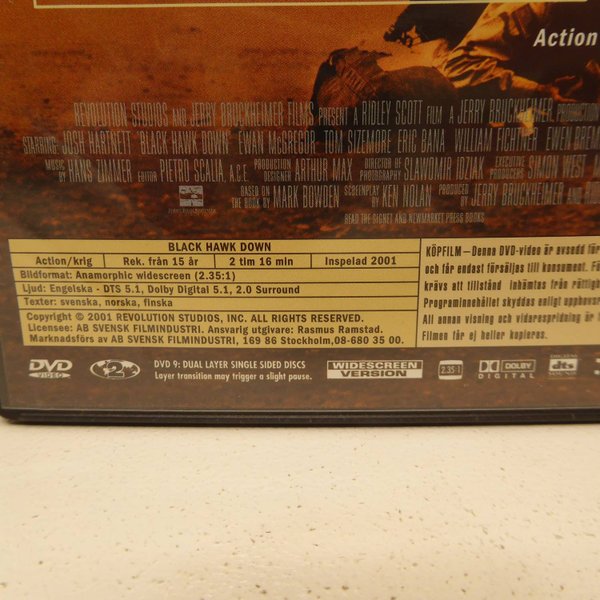 Action
REVOLUTION STUDIOS AND JERRY BRUCKHEIMER FILMS PRESENT A RIDLEY SCOTT FILM A JERRY BRUCKHEIMER PRODUCTION
STARRING JOSH HARTNETT "BLACK HAWK DOWN" EWAN McGREGOR TOM SIZEMORE ERIC BANA WILLIAM FICHTNER EWEN
MUSIC BY HANS ZIMMER EDITOR PIETRO SCALIA, A.C.E. PRODUCTION DESIGNER ARTHUR MAX DIRECTOR OF PHOTOGRAPHY SLAWOMIR IDZIAK EXECUTIVE PRODUCERS SIMON WEST
BASED ON THE BOOK BY MARK BOWDEN SCREENPLAY BY KEN NOLAN PRODUCED BY JERRY BRUCKHEIMER AND
READ THE SIGNET AND NEWMARKET PRESS BOOKS
BLACK HAWK DOWN
Action/krig Rek. från 15 år 2 tim 16 min Inspelad 2001
Bildformat: Anamorphic widescreen (2.35:1)
Ljud: Engelska - DTS 5.1, Dolby Digital 5.1, 2.0 Surround
Texter: svenska, norska, finska
Copyright © 2001 REVOLUTION STUDIOS, INC. ALL RIGHTS RESERVED.
Licensee: AB SVENSK FILMINDUSTRI. Ansvarig utgivare: Rasmus Ramstad.
Marknadsförs av AB SVENSK FILMINDUSTRI, 169 86 Stockholm,08-680 35 00.
KÖPFILM–Denna DVD-video är avsedd för
och får endast försäljas till konsument.
krävs att tillstånd inhämtas från rättigh
Programinnehållet skyddas enligt upphovsr
All annan visning och vidarespridning är f
Filmen får ej heller kopieras.
DVD VIDEO 2 DVD 9: DUAL LAYER SINGLE SIDED DISCS
Layer transition may trigger a slight pause.
WIDESCREEN VERSION 2.35:1 DOLBY DIGITAL dts